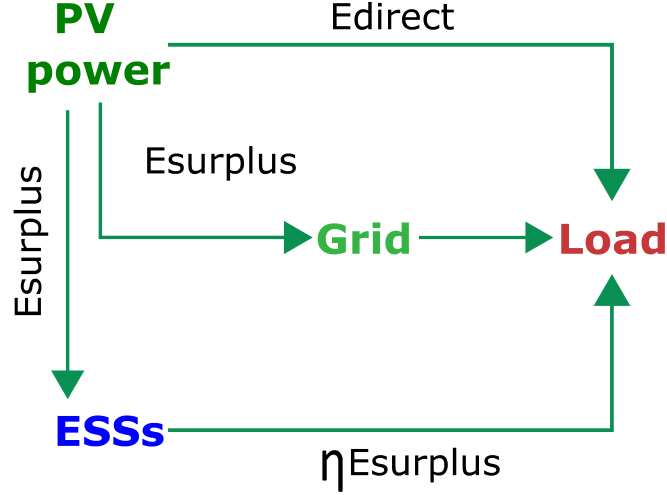 PV
power
Edirect
Esurplus
Esurplus
Grid
Load
ESSs
ηEsurplus